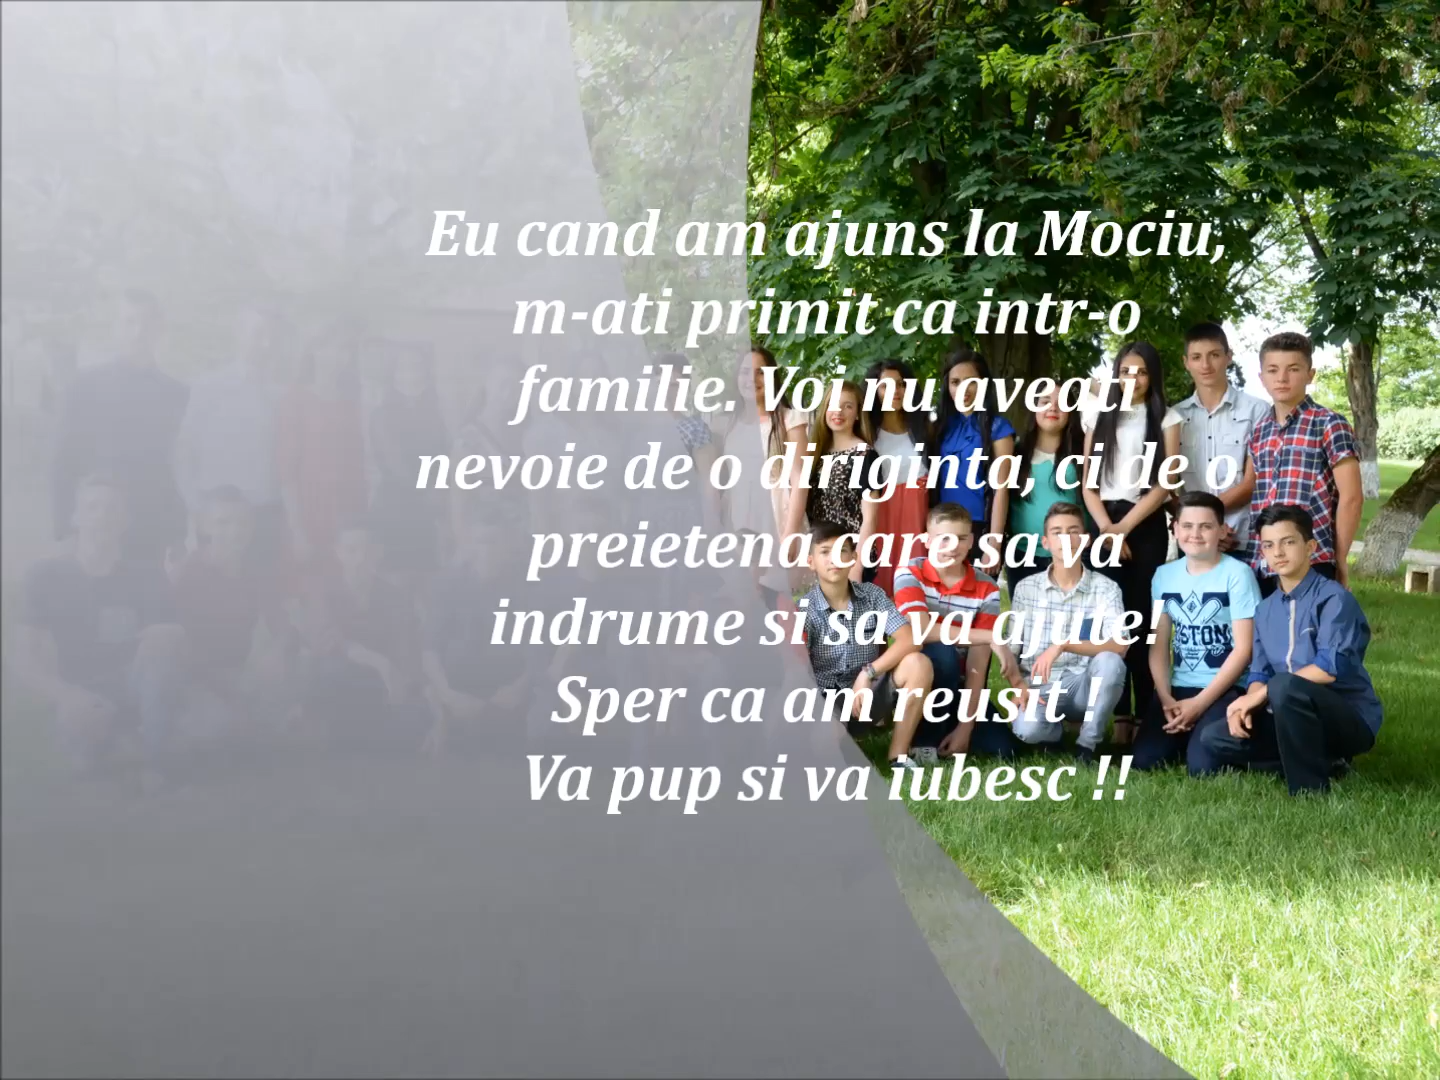 Eu cand am ajuns la Mociu,
m-ati primit ca intr-o
familie. Voi nu aveati
nevoie de o diriginta, ci de o
preietena care sa va
indrume si sa va ajute!
Sper ca am reusit !
Va pup si va iubesc !!